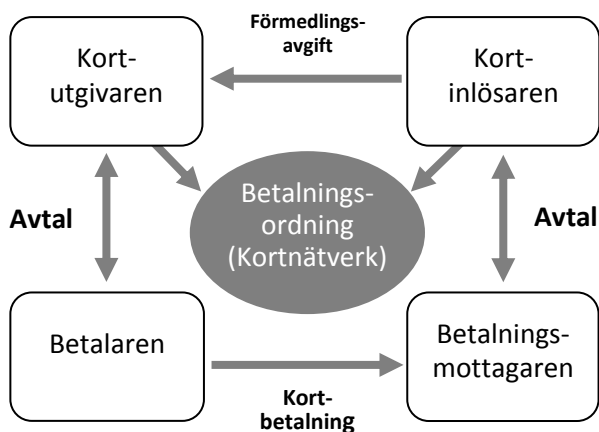 Förmedlings-
avgift
Kort-
utgivaren
Kort-
inlösaren
Betalnings-
ordning
(Kortnätverk)
Avtal
Avtal
Betalaren
Betalnings-
mottagaren
Kort-
betalning